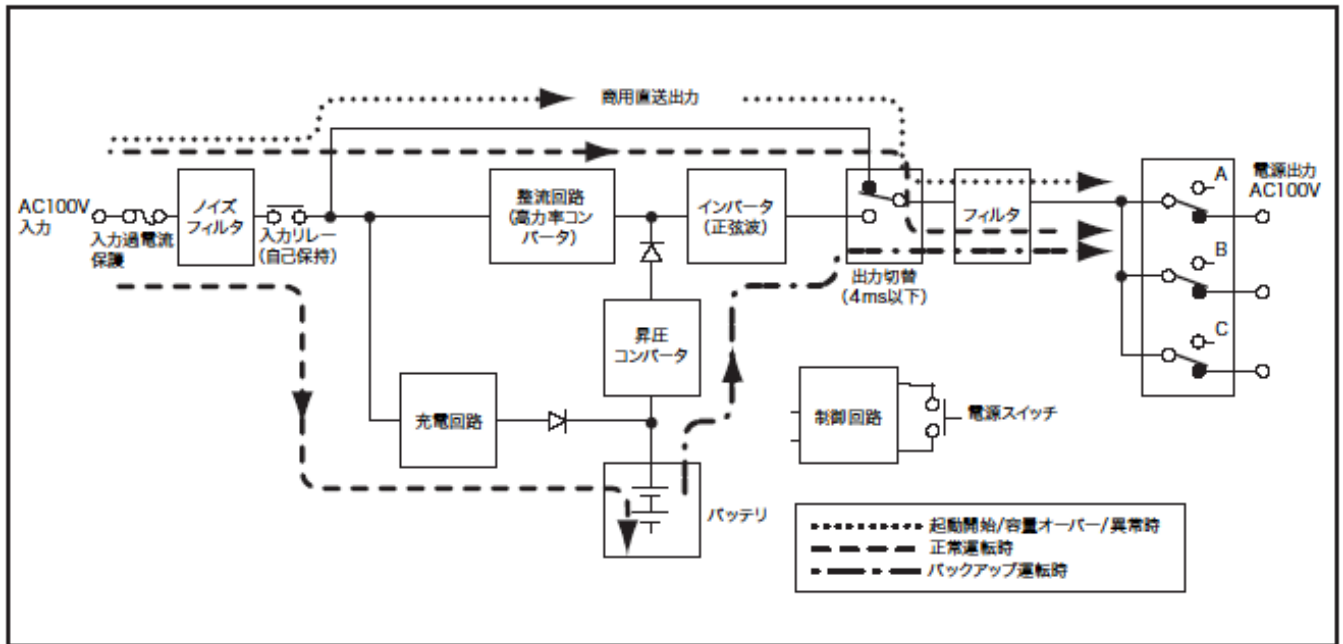 商用直送出力
AC100V
入力
入力過電流
保護
ノイズ
フィルタ
入力リレー
(自己保持)
整流回路
(高力率コン
バータ)
インバータ
(正弦波)
出力切替
(4ms以下)
フィルタ
A
B
C
電源出力
AC100V
昇圧
コンバータ
充電回路
バッテリ
制御回路
電源スイッチ
起動開始/容量オーバー/異常時
正常運転時
バックアップ運転時